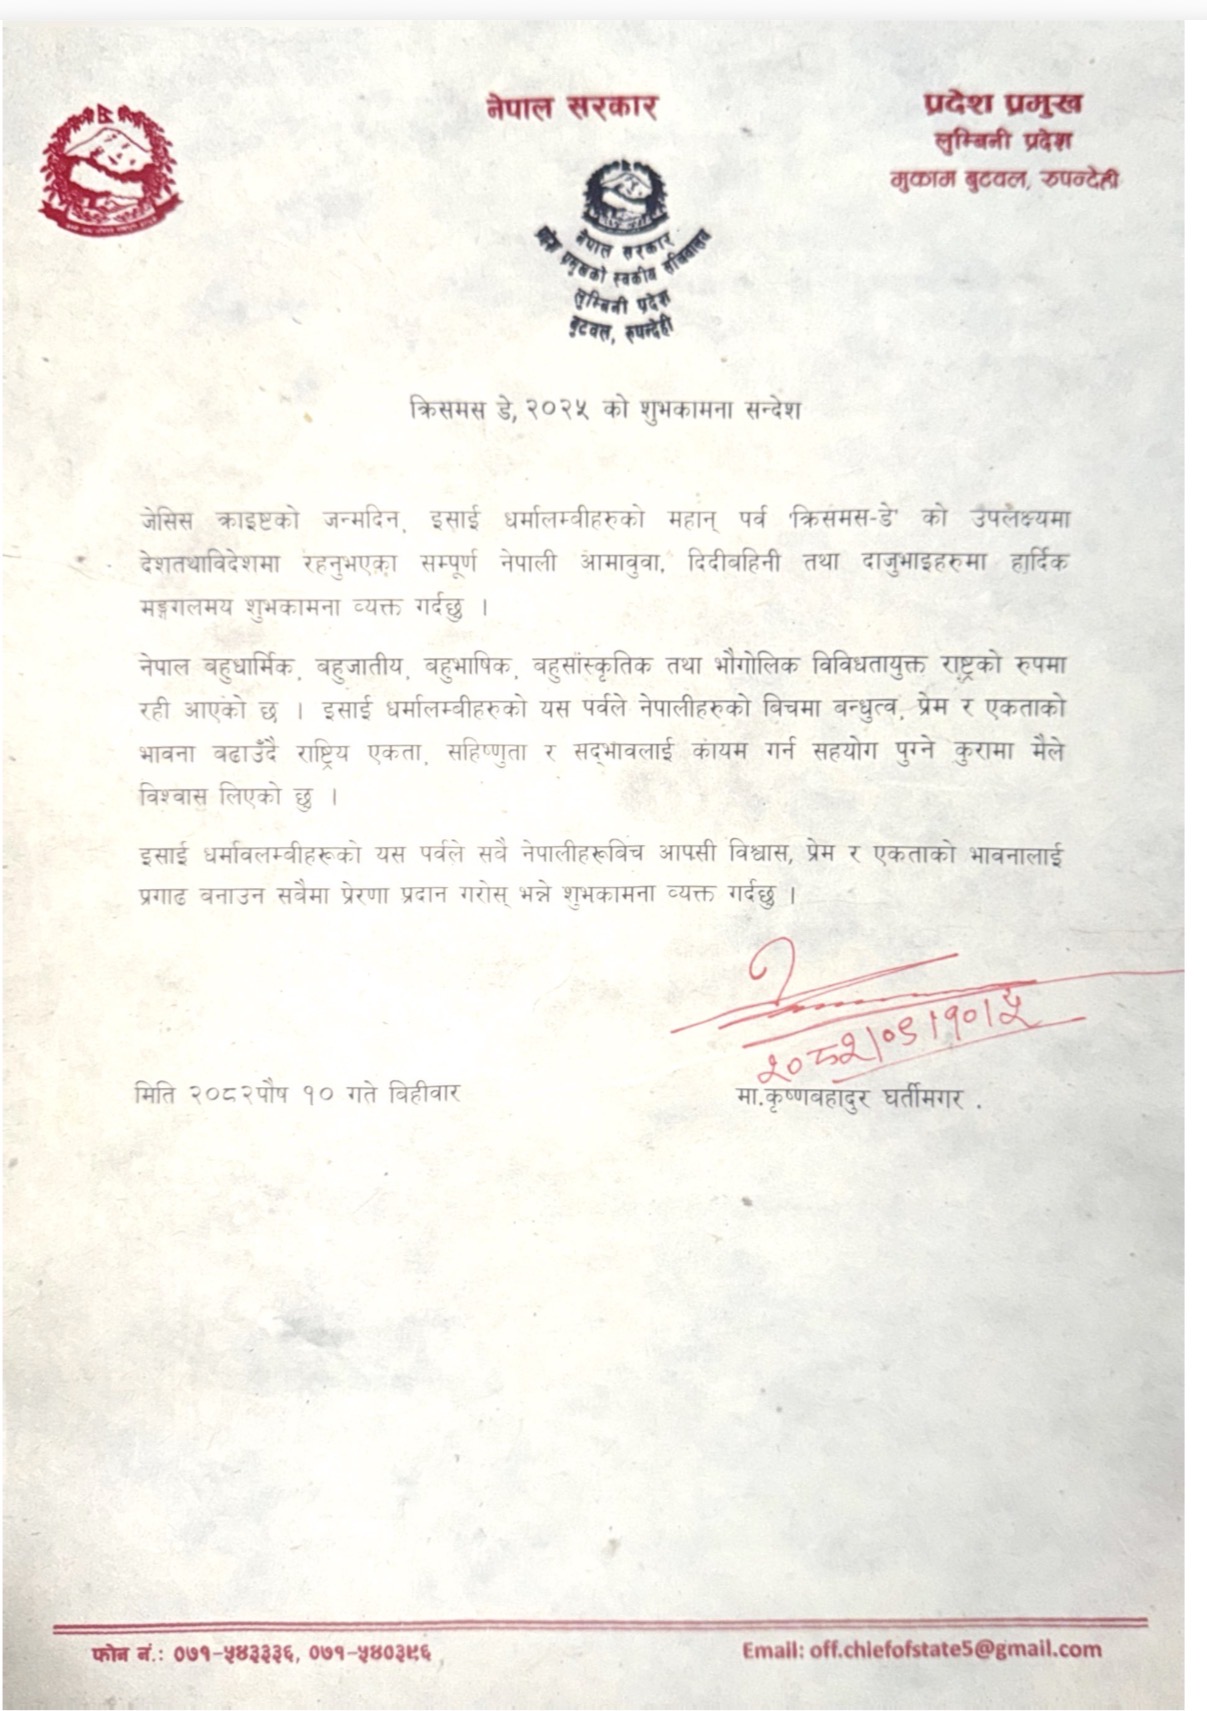 नेपाल सरकार
प्रदेश प्रमुख
लुम्बिनी प्रदेश
मुकाम बुटवल, रुपन्देही
नेपाल सरकार
प्रदेश प्रमुखको स्वकीय सचिवालय
लुम्बिनी प्रदेश
बुटवल, रुपन्देही
क्रिसमस डे, २०२५ को शुभकामना सन्देश
जेसिस क्राइष्टको जन्मदिन, इसाई धर्मालम्वीहरुको महान् पर्व 'क्रिसमस-डे' को उपलक्ष्यमा
देशतथाविदेशमा रहनुभएका सम्पूर्ण नेपाली आमावुवा, दिदीवहिनी तथा दाजुभाइहरुमा हार्दिक
मङ्गगलमय शुभकामना व्यक्त गर्दछु ।
नेपाल बहुधार्मिक, बहुजातीय, बहुभाषिक, बहुसाँस्कृतिक तथा भौगोलिक विविधतायुक्त राष्ट्रको रुपमा
रही आएको छ । इसाई धर्मालम्बीहरुको यस पर्वले नेपालीहरुको बिचमा बन्धुत्व, प्रेम र एकताको
भावना बढाउँदै राष्ट्रिय एकता, सहिष्णुता र सद्‌भावलाई कायम गर्न सहयोग पुग्ने कुरामा मैले
विश्वास लिएको छु ।
इसाई धर्मावलम्बीहरूको यस पर्वले सवै नेपालीहरूविच आपसी विश्वास, प्रेम र एकताको भावनालाई
प्रगाढ वनाउन सवैमा प्रेरणा प्रदान गरोस् भन्ने शुभकामना व्यक्त गर्दछु ।
२०८२|०९|१०|५
मिति २०८२पौष १० गते विहीवार
मा.कृष्णवहादुर घर्तीमगर .
फोन नं.: ०७१-५४३३३६, ०७१-५४०३९६
Email: off.chiefofstate5@gmail.com